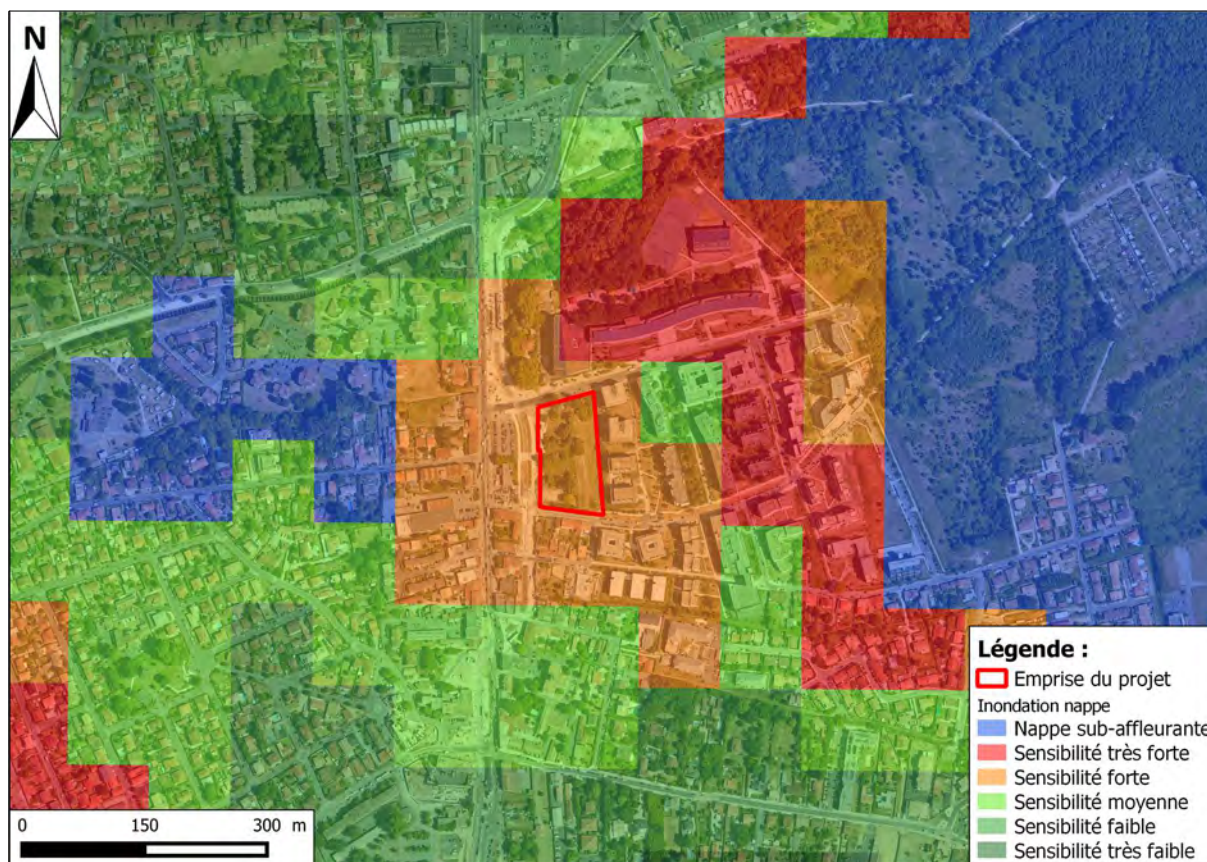 N
Légende :
Emprise du projet
Inondation nappe
Nappe sub-affleurante
Sensibilité très forte
Sensibilité forte
Sensibilité moyenne
Sensibilité faible
Sensibilité très faible
0 150 300 m